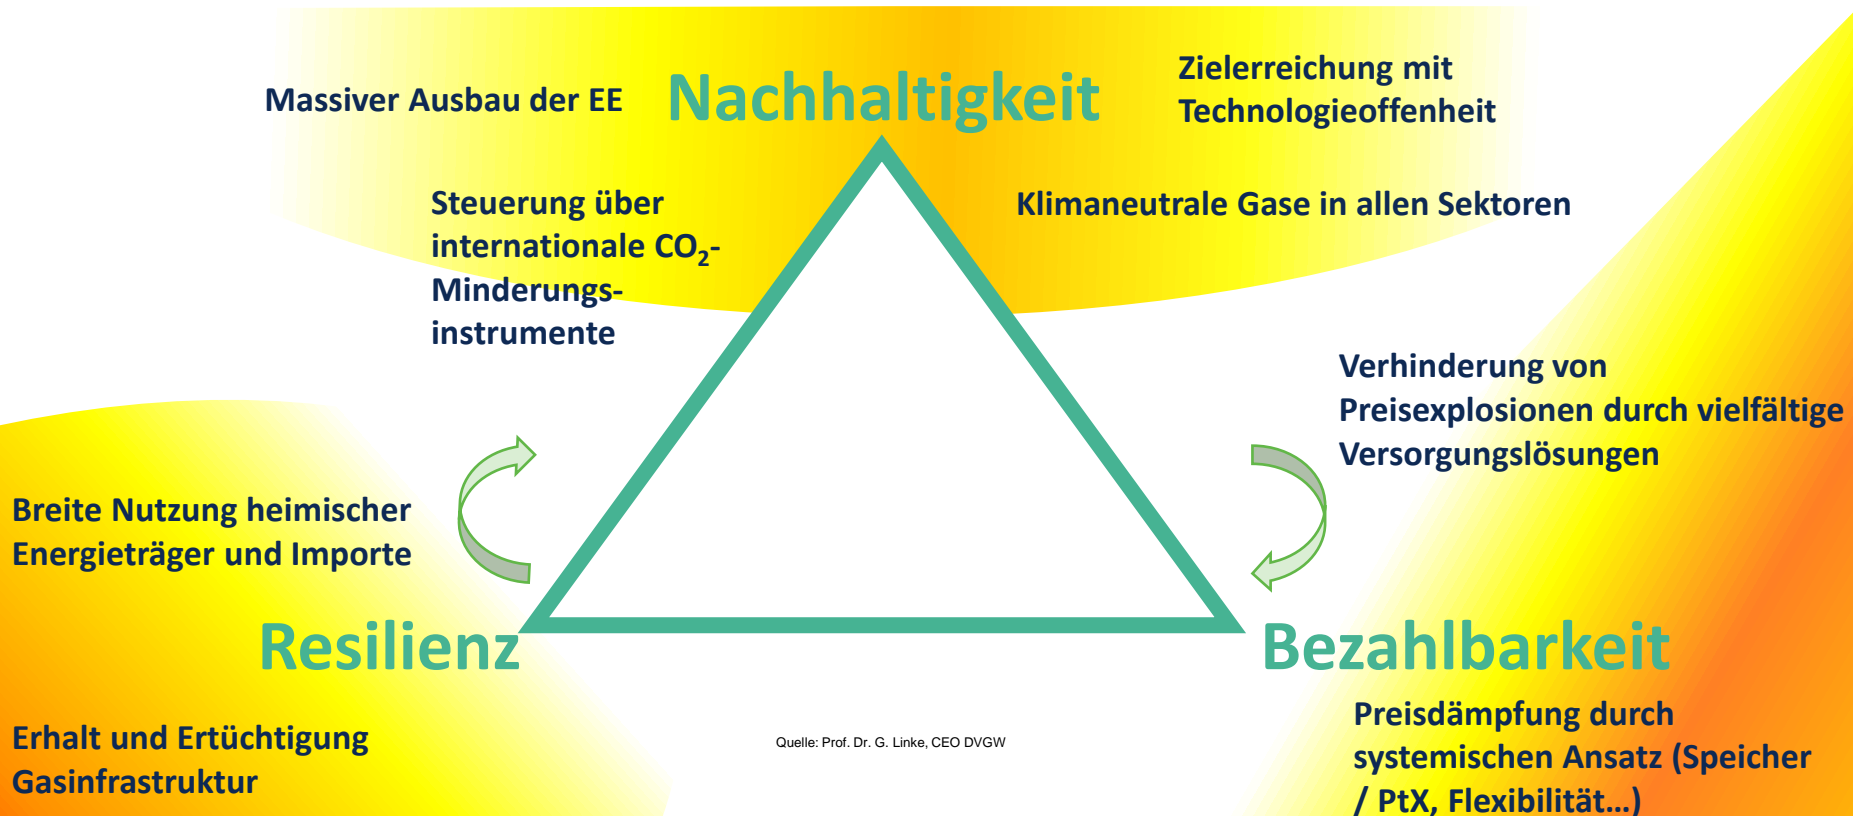 Massiver Ausbau der EE
Nachhaltigkeit
Zielerreichung mit
Technologieoffenheit
Steuerung über
internationale CO₂-
Minderungs-
instrumente
Klimaneutrale Gase in allen Sektoren
Verhinderung von
Preisexplosionen durch vielfältige
Versorgungslösungen
Breite Nutzung heimischer
Energieträger und Importe
Resilienz
Bezahlbarkeit
Erhalt und Ertüchtigung
Gasinfrastruktur
Quelle: Prof. Dr. G. Linke, CEO DVGW
Preisdämpfung durch
systemischen Ansatz (Speicher
/ PtX, Flexibilität…)